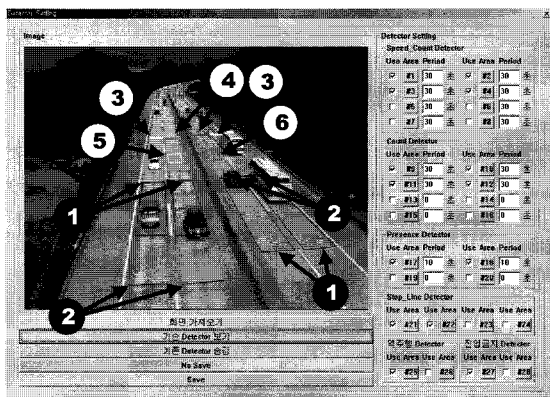 Detector Setting
Image
3
4
3
5
6
1
2
2
1
화면 가져오기
기존 Detector 보기
기존 Detector 숨김
No Save
Save
Detector Setting
Speed_Count Detector
Use Area Period Use Area Period
#1 30 초 #2 30 초
#3 30 초 #4 30 초
#5 30 초 #6 30 초
#7 30 초 #8 30 초
Count Detector
Use Area Period Use Area Period
#9 30 초 #10 30 초
#11 30 초 #12 30 초
#13 0 초 #14 0 초
#15 0 초 #16 0 초
Presence Detector
Use Area Period Use Area Period
#17 10 초 #18 10 초
#19 0 초 #20 0 초
Stop_Line Detector
Use Area Use Area Use Area Use Area
#21 #22 #23 #24
역주행 Detector 진입금지 Detector
Use Area Use Area Use Area Use Area
#25 #26 #27 #28